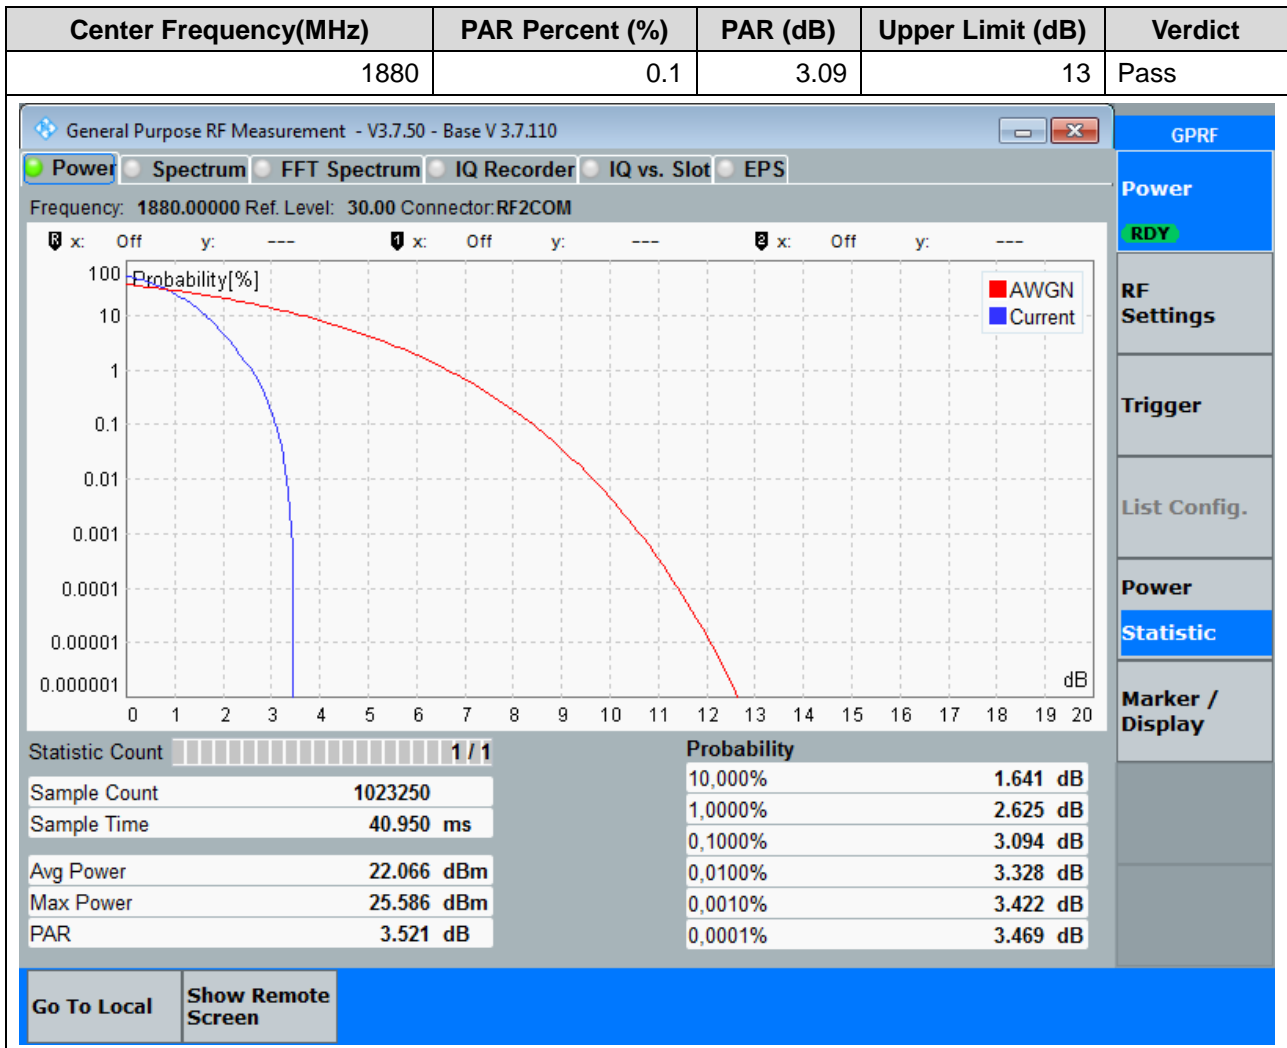 Center Frequency(MHz) PAR Percent (%) PAR (dB) Upper Limit (dB) Verdict
1880 0.1 3.09 13 Pass
General Purpose RF Measurement - V3.7.50 - Base V 3.7.110
GPRF
Power Spectrum FFT Spectrum IQ Recorder IQ vs. Slot EPS
Power
RDY
Frequency: 1880.00000 Ref. Level: 30.00 Connector:RF2COM
R x: Off y: --- 1 x: Off y: --- 2 x: Off y: ---
Probability[%]
100
10
1
0.1
0.01
0.001
0.0001
0.00001
0.000001
AWGN
Current
dB
0 1 2 3 4 5 6 7 8 9 10 11 12 13 14 15 16 17 18 19 20
RF
Settings
Trigger
List Config.
Power
Statistic
Marker /
Display
Statistic Count 1 / 1
Sample Count 1023250
Sample Time 40.950 ms
Avg Power 22.066 dBm
Max Power 25.586 dBm
PAR 3.521 dB
Probability
10,000% 1.641 dB
1,0000% 2.625 dB
0,1000% 3.094 dB
0,0100% 3.328 dB
0,0010% 3.422 dB
0,0001% 3.469 dB
Go To Local
Show Remote
Screen